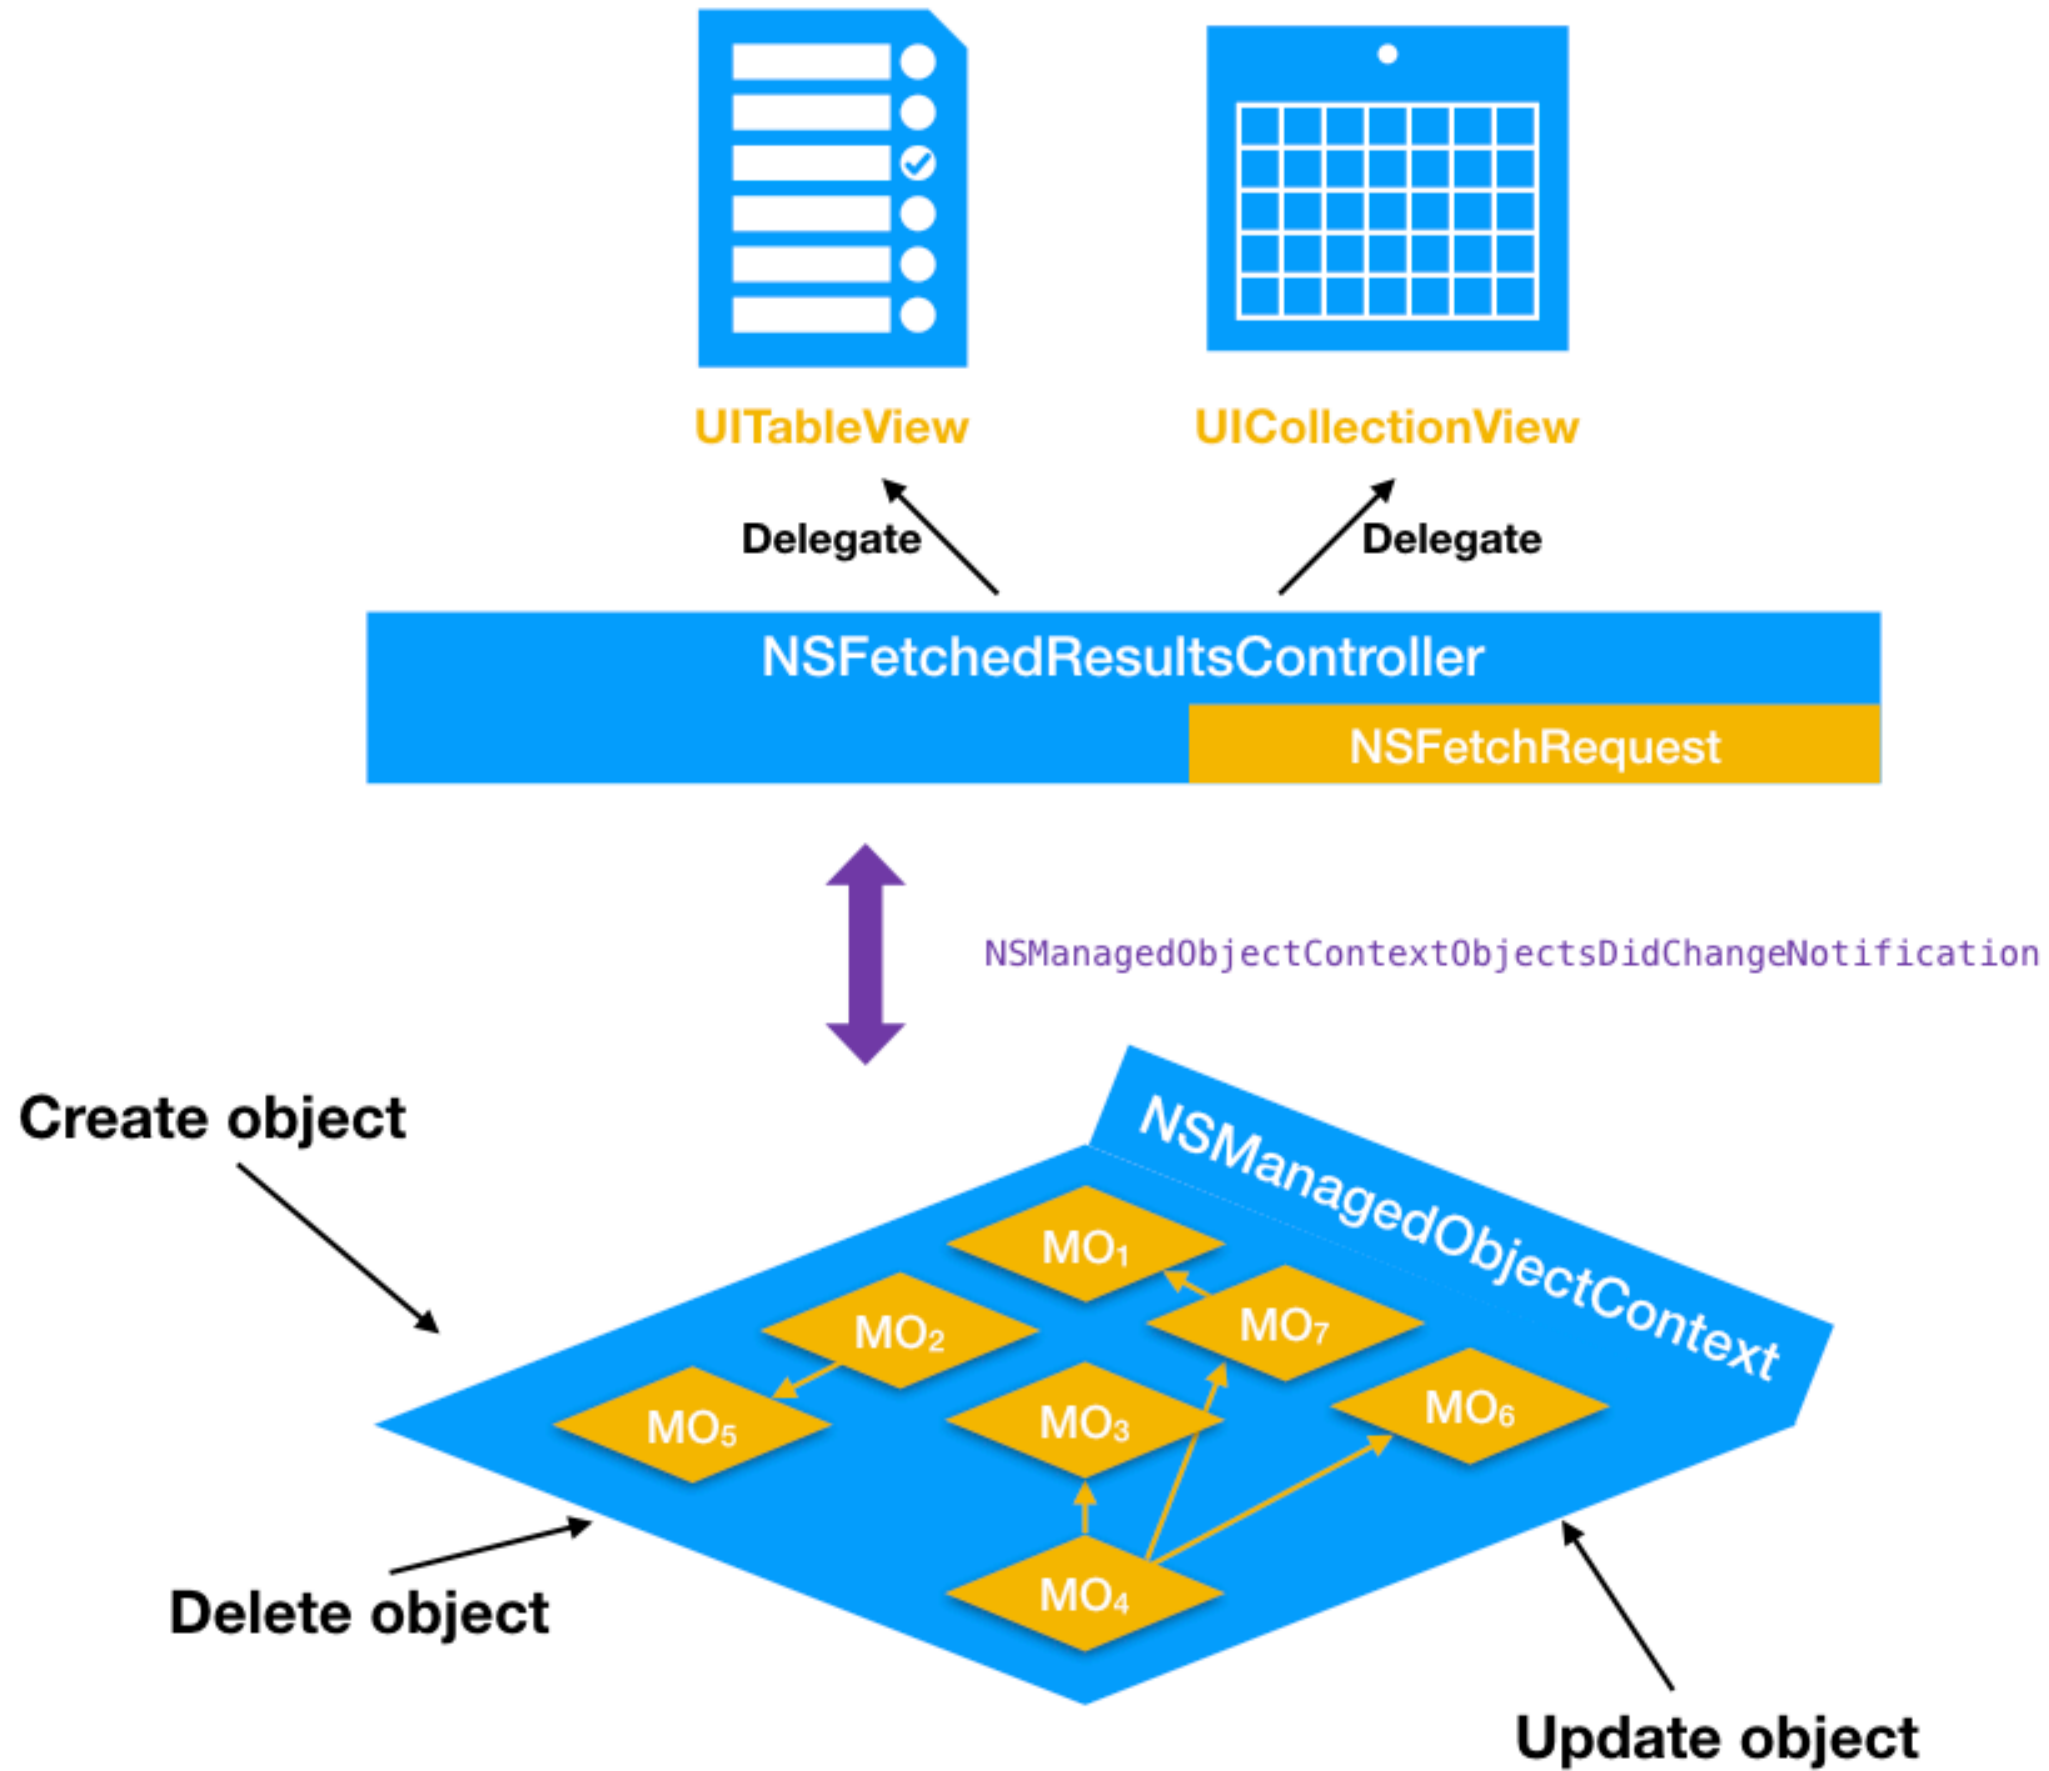 UITableView
UICollectionView
Delegate
Delegate
NSFetchedResultsController
NSFetchRequest
NSManagedObjectContextObjectsDidChangeNotification
Create object
NSManagedObjectContext
MO₁
MO₂
MO₇
MO₅
MO₃
MO₆
MO₄
Delete object
Update object